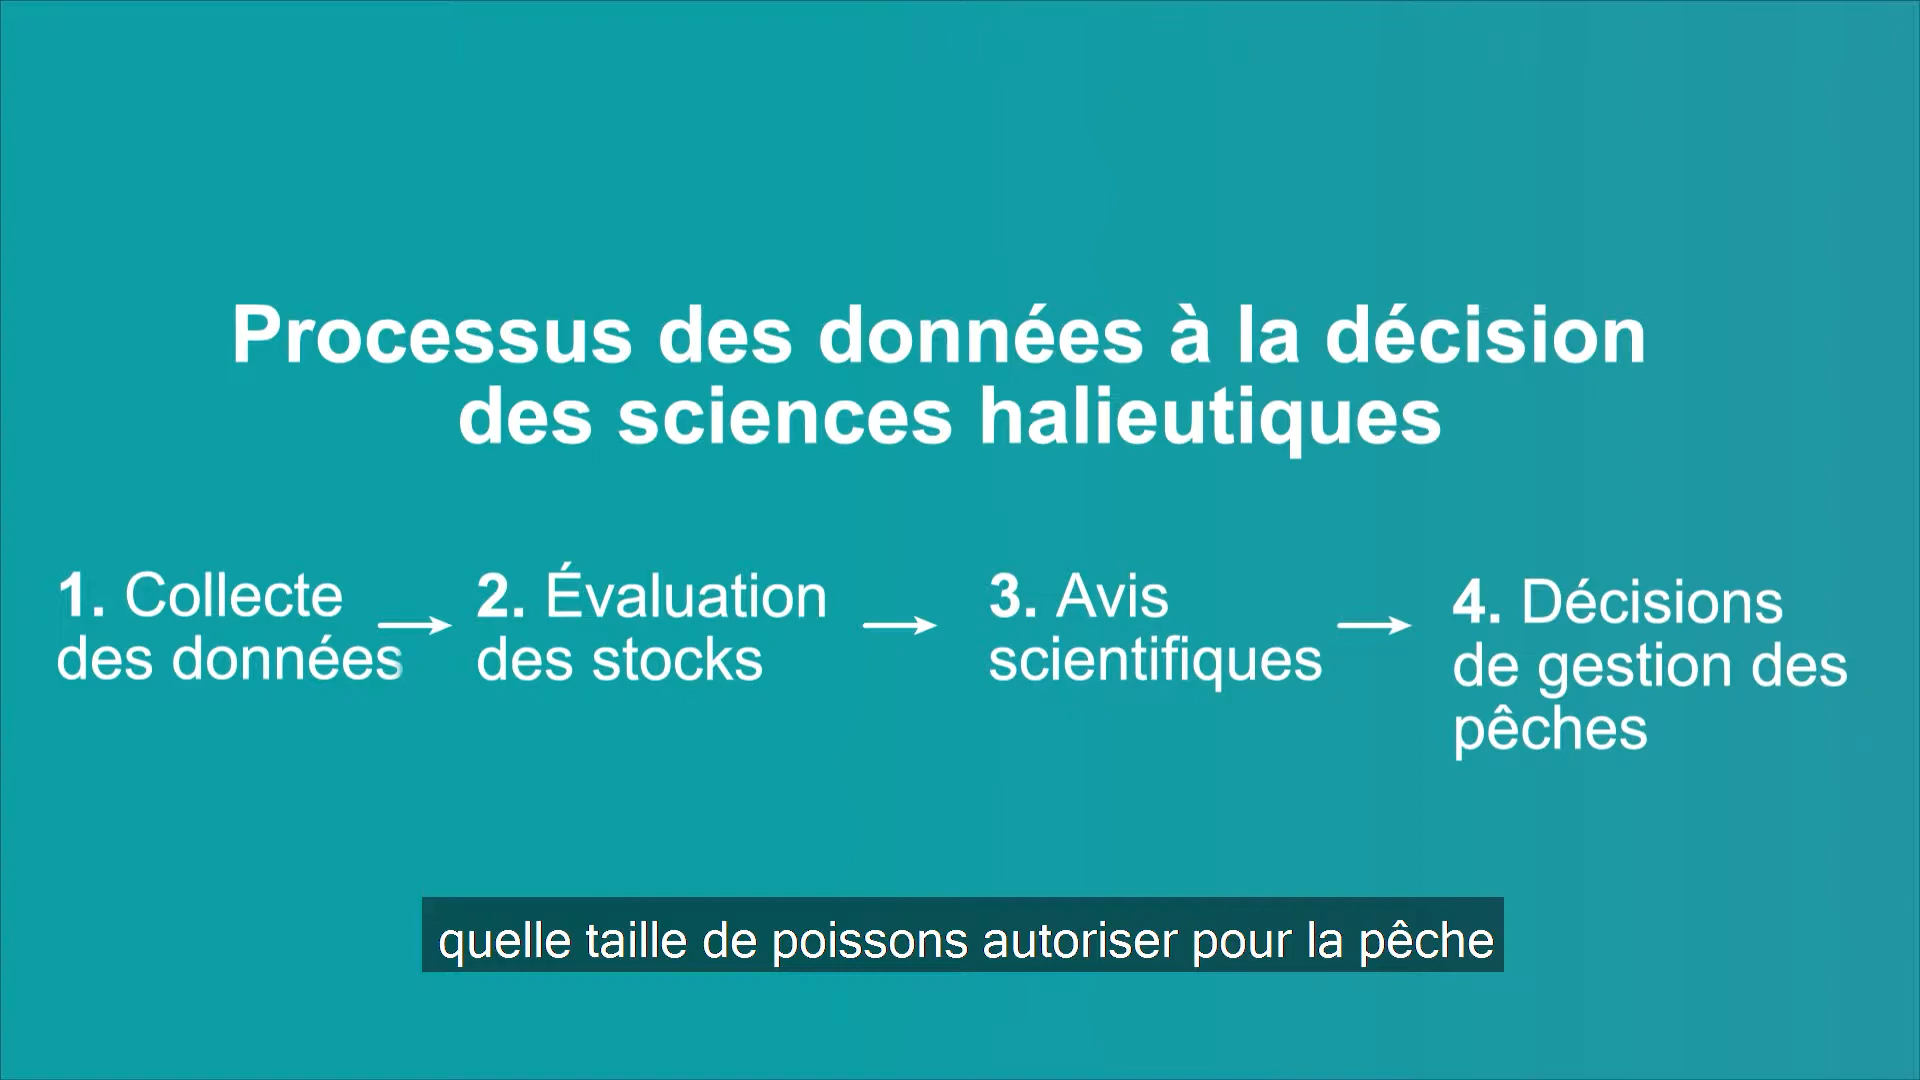 Processus des données à la décision
des sciences halieutiques
1. Collecte
des données
2. Évaluation
des stocks
3. Avis
scientifiques
4. Décisions
de gestion des
pêches
quelle taille de poissons autoriser pour la pêche